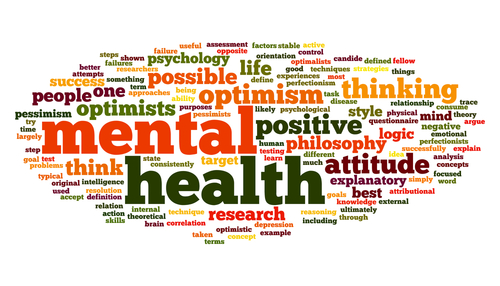 steps shown useful assessment factors stable active
failures failure opposite orientation control candide defined fellow
better researchers psychology life optimalists most techniques strategies things
attempts something possible good define experiences perfectionism
success term being optimism task thinking
people one approaching ability disease relationship consume trace
pessimism optimists purposes pessimists likely psychological style physical mind theory
try time mental positive questionnaire negative argue
largely human philosophy logic emotional perfectionists
step state testing different attitude successfully explain
goal test think consistently target learn much idea analysis
problems health explanatory concepts
typical original intelligence simply focused
used resolution best attributional word
accept definition goals knowledge external
relation internal technique research reasoning ultimately
action theoretical depression including through
skills brain correlation optimistic example
taken concept
terms